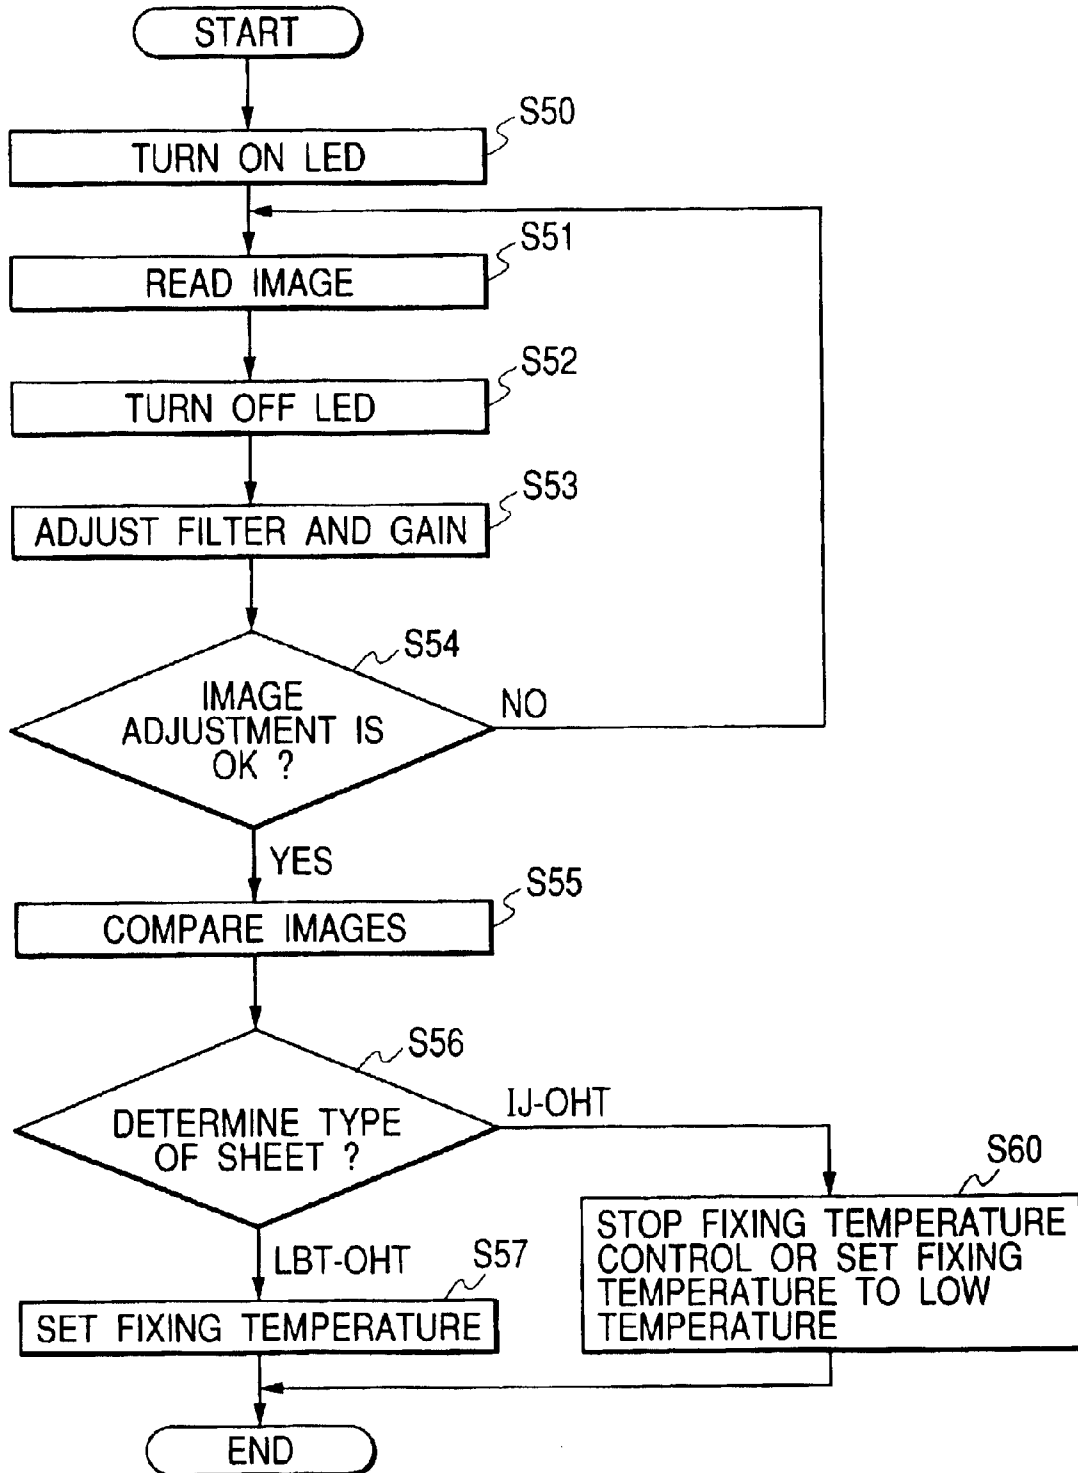 START
S50
TURN ON LED
S51
READ IMAGE
S52
TURN OFF LED
S53
ADJUST FILTER AND GAIN
S54
IMAGE
ADJUSTMENT IS
OK ?
NO
YES
S55
COMPARE IMAGES
S56
DETERMINE TYPE
OF SHEET ?
IJ-OHT
LBT-OHT
S57
SET FIXING TEMPERATURE
S60
STOP FIXING TEMPERATURE
CONTROL OR SET FIXING
TEMPERATURE TO LOW
TEMPERATURE
END